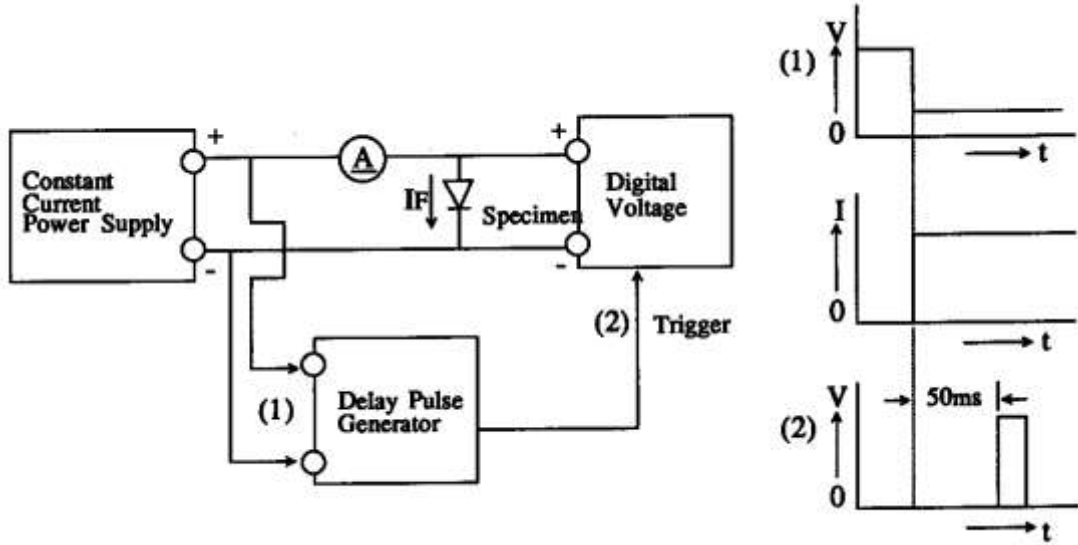 Constant
Current
Power Supply
+
-
A
IF
Specimen
+
-
Digital
Voltage
(2)
Trigger
(1)
Delay Pulse
Generator
V
(1)
0
t
I
0
t
V
50ms
(2)
0
t